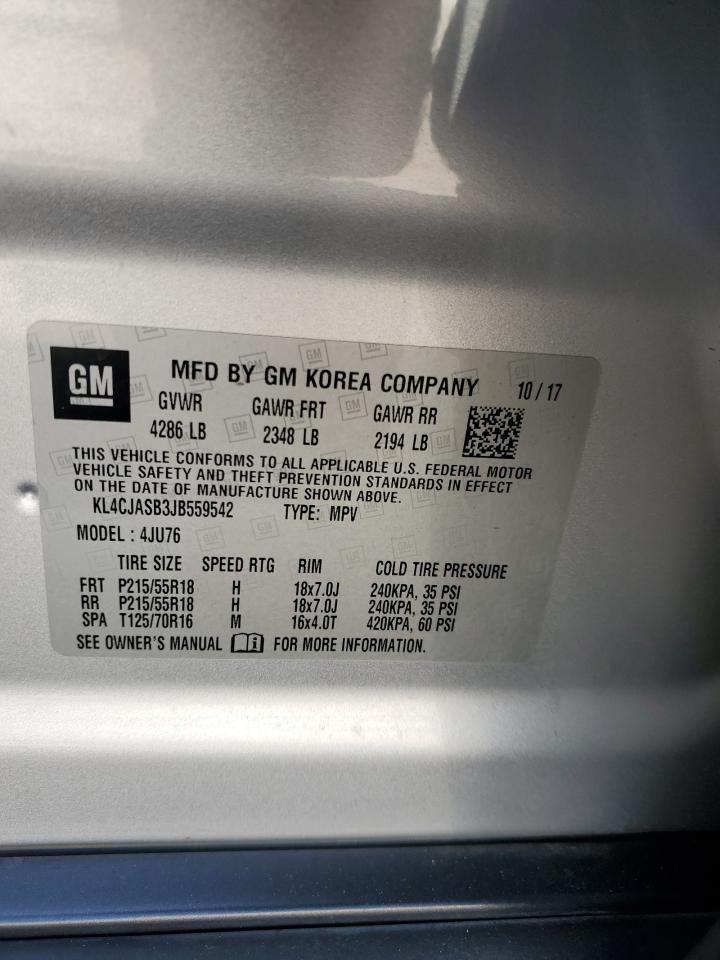 GM
MFD BY GM KOREA COMPANY 10 / 17
GVWR GAWR FRT GAWR RR
4286 LB 2348 LB 2194 LB
THIS VEHICLE CONFORMS TO ALL APPLICABLE U.S. FEDERAL MOTOR
VEHICLE SAFETY AND THEFT PREVENTION STANDARDS IN EFFECT
ON THE DATE OF MANUFACTURE SHOWN ABOVE.
KL4CJASB3JB559542 TYPE: MPV
MODEL : 4JU76
TIRE SIZE SPEED RTG RIM COLD TIRE PRESSURE
FRT P215/55R18 H 18x7.0J 240KPA, 35 PSI
RR P215/55R18 H 18x7.0J 240KPA, 35 PSI
SPA T125/70R16 M 16x4.0T 420KPA, 60 PSI
SEE OWNER'S MANUAL i FOR MORE INFORMATION.